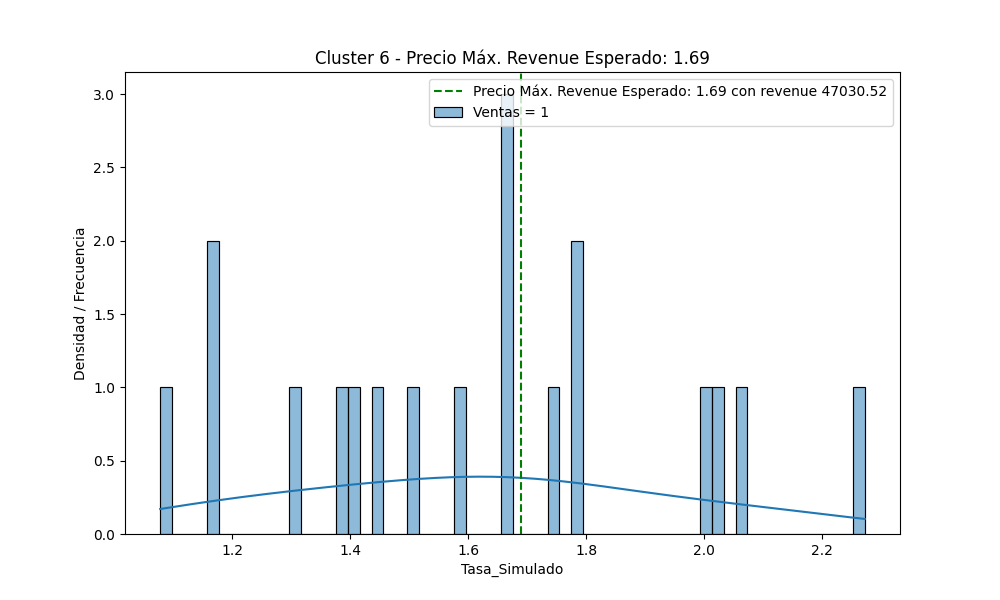 Cluster 6 - Precio Máx. Revenue Esperado: 1.69
Precio Máx. Revenue Esperado: 1.69 con revenue 47030.52
Ventas = 1
Densidad / Frecuencia
3.0
2.5
2.0
1.5
1.0
0.5
0.0
1.2 1.4 1.6 1.8 2.0 2.2
Tasa_Simulado